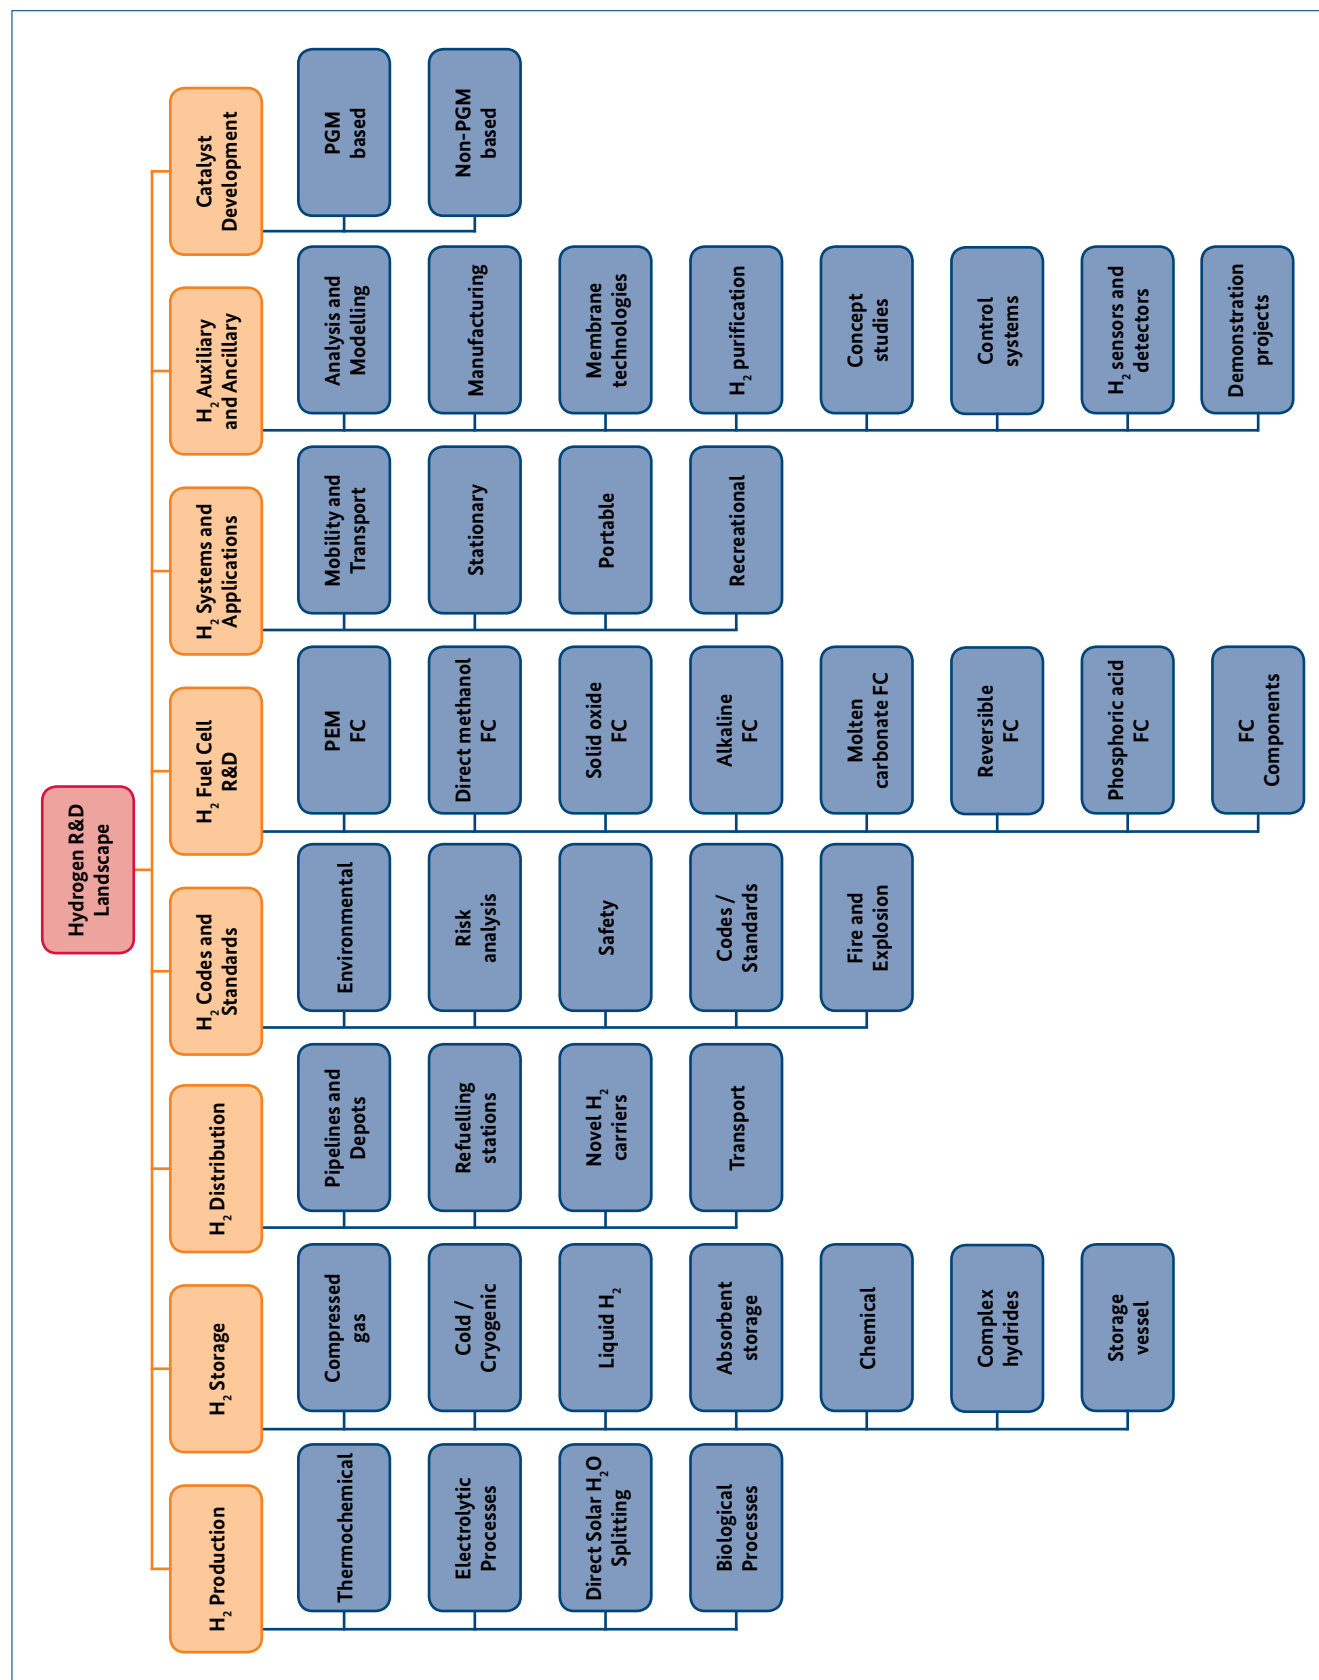 Hydrogen R&D
Landscape
H₂ Production
Thermochemical
Electrolytic
Processes
Direct Solar H₂O
Splitting
Biological
Processes
H₂ Storage
Compressed
gas
Cold /
Cryogenic
Liquid H₂
Absorbent
storage
Chemical
Complex
hydrides
Storage
vessel
H₂ Distribution
Pipelines and
Depots
Refuelling
stations
Novel H₂
carriers
Transport
H₂ Codes and
Standards
Environmental
Risk
analysis
Safety
Codes /
Standards
Fire and
Explosion
H₂ Fuel Cell
R&D
PEM
FC
Direct methanol
FC
Solid oxide
FC
Alkaline
FC
Molten
carbonate FC
Reversible
FC
Phosphoric acid
FC
FC
Components
H₂ Systems and
Applications
Mobility and
Transport
Stationary
Portable
Recreational
H₂ Auxiliary
and Ancillary
Analysis and
Modelling
Manufacturing
Membrane
technologies
H₂ purification
Concept
studies
Control
systems
H₂ sensors and
detectors
Demonstration
projects
Catalyst
Development
PGM
based
Non-PGM
based